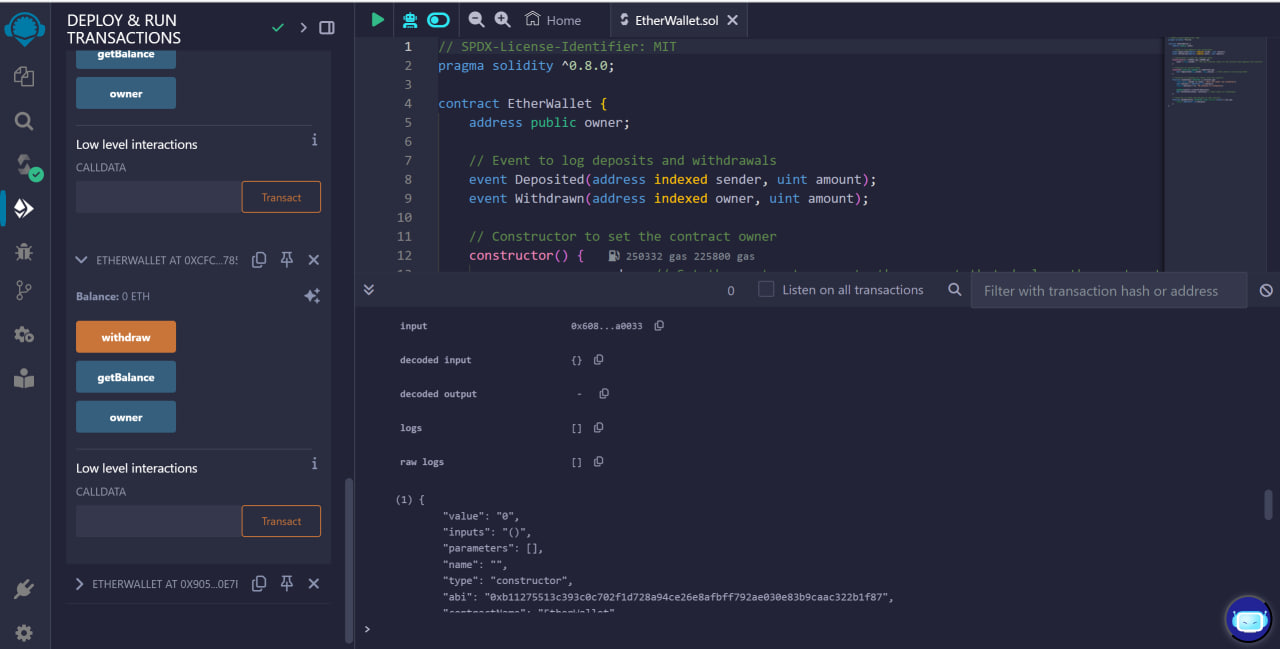 DEPLOY & RUN
TRANSACTIONS
getBalance
owner
Low level interactions
i
CALLDATA
Transact
ETHERWALLET AT 0XCFC...785
Balance: 0 ETH
withdraw
getBalance
owner
Low level interactions
i
CALLDATA
Transact
ETHERWALLET AT 0X905...0E7
Home
EtherWallet.sol
1 // SPDX-License-Identifier: MIT
2 pragma solidity ^0.8.0;
3
4 contract EtherWallet {
5 address public owner;
6
7 // Event to log deposits and withdrawals
8 event Deposited(address indexed sender, uint amount);
9 event Withdrawn(address indexed owner, uint amount);
10
11 // Constructor to set the contract owner
12 constructor() { 250332 gas 225800 gas
0 Listen on all transactions Filter with transaction hash or address
input 0x608...a0033
decoded input {}
decoded output -
logs []
raw logs []
(1) {
"value": "0",
"inputs": "()",
"parameters": [],
"name": "",
"type": "constructor",
"abi": "0xb11275513c393c0c702f1d728a94ce26e8afbff792ae030e83b9caac322b1f87",
"contractName": "EtherWallet"
>